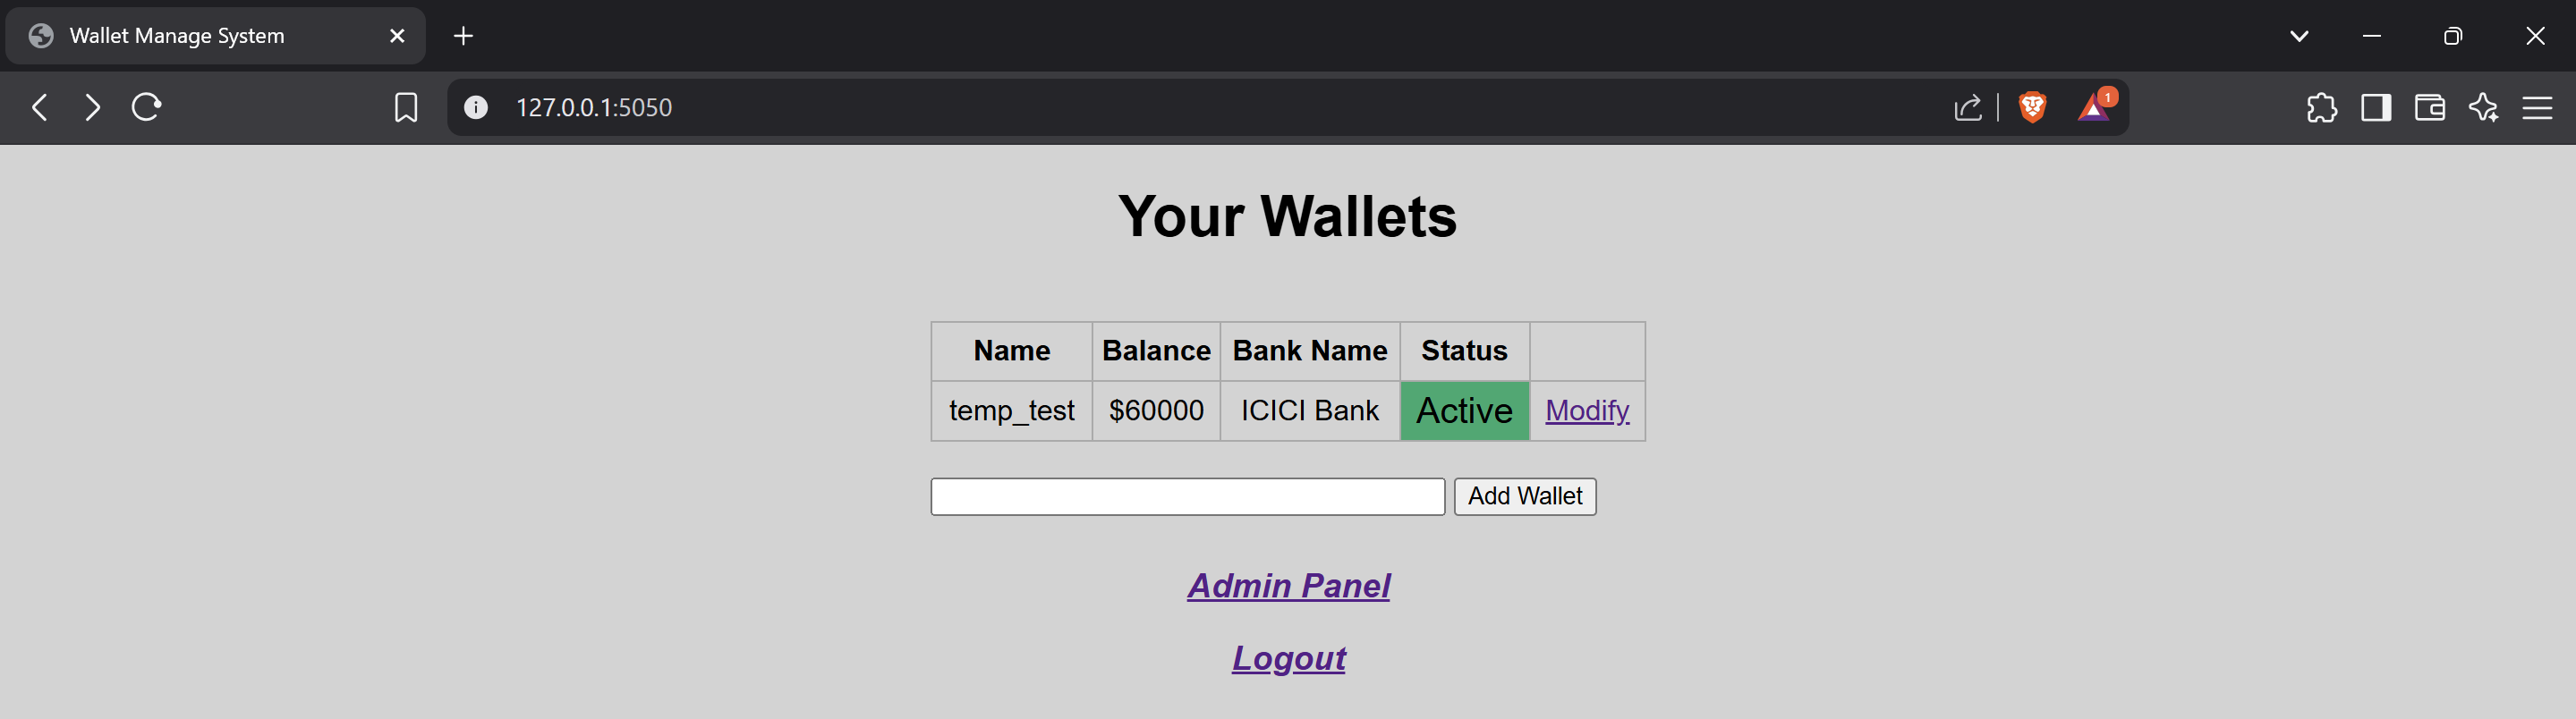 Wallet Manage System
127.0.0.1:5050
1
Your Wallets
Name Balance Bank Name Status
temp_test $60000 ICICI Bank Active Modify
Add Wallet
Admin Panel
Logout